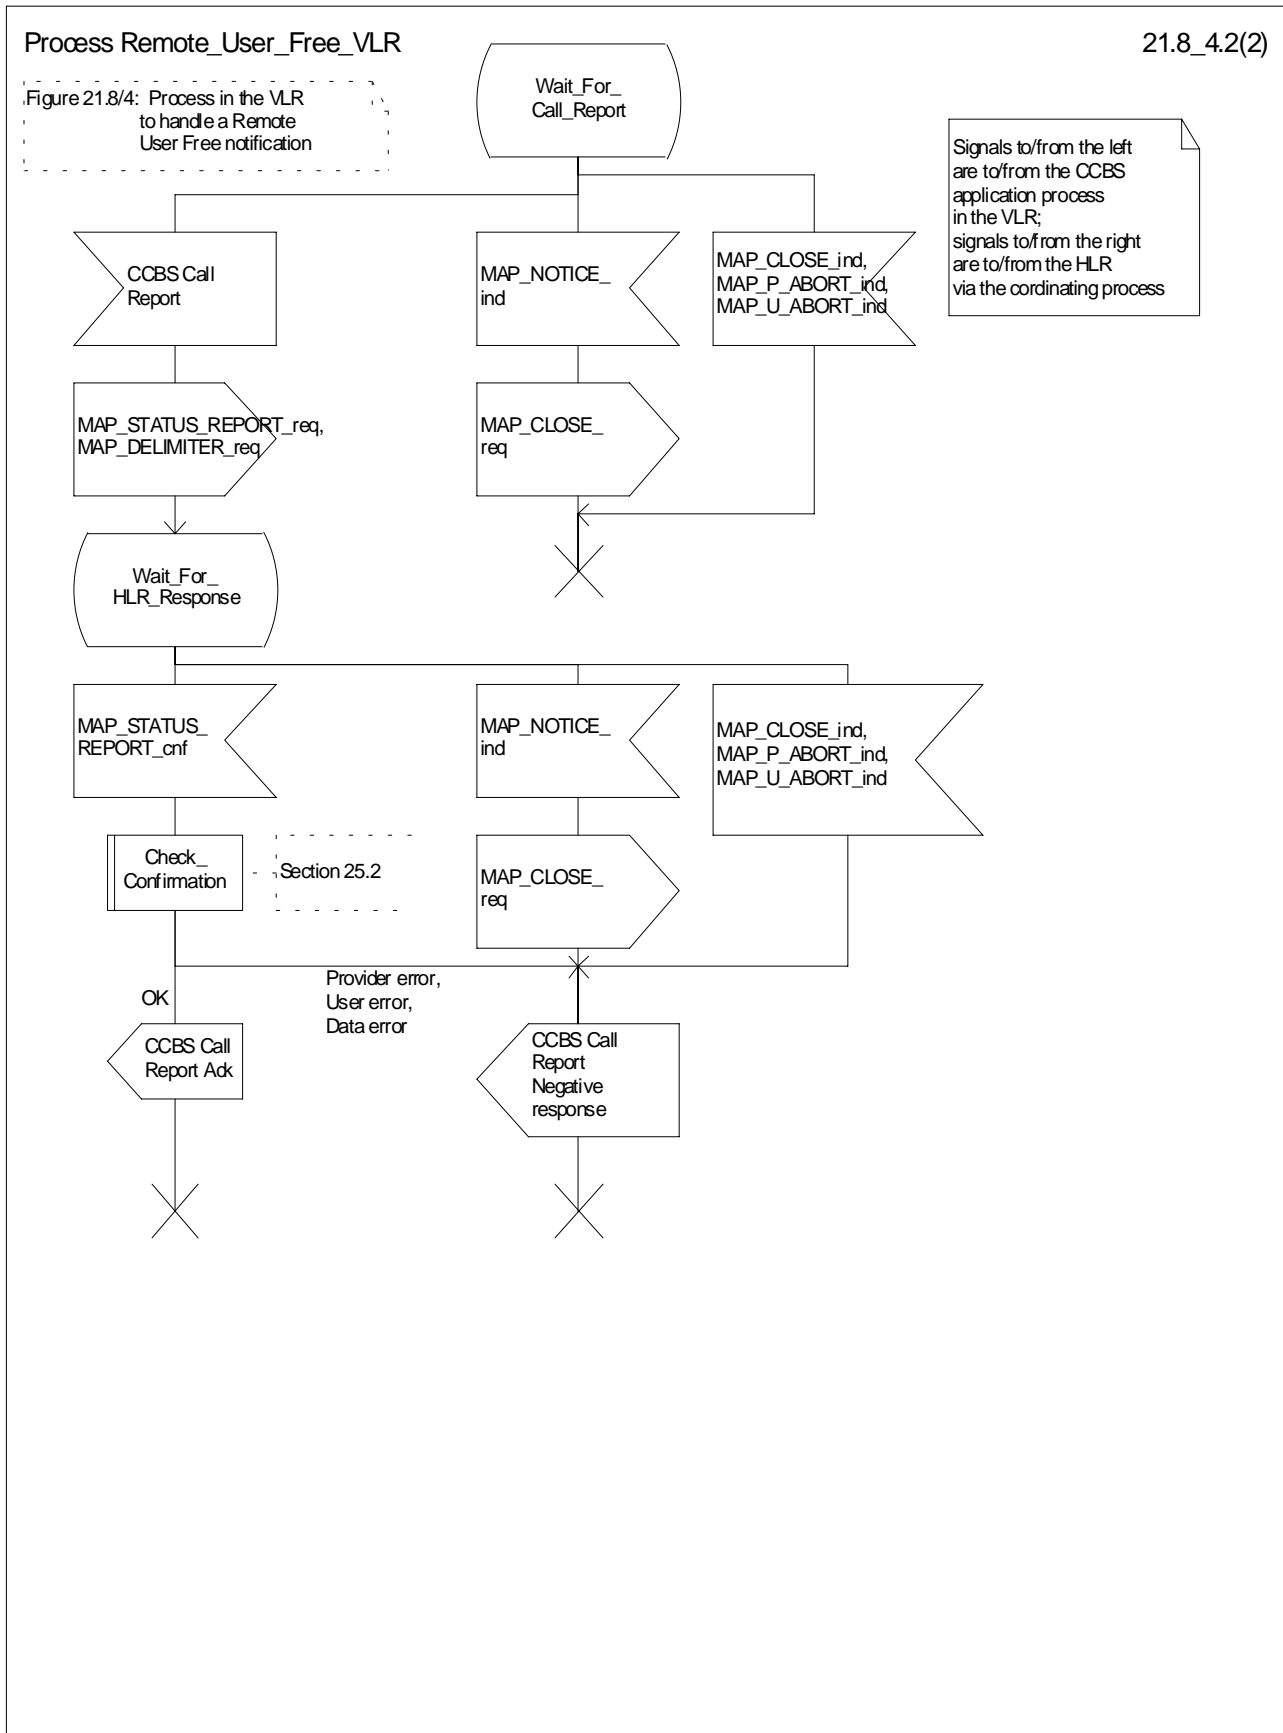 Process Remote_User_Free_VLR
21.8_4.2(2)
Figure 21.8/4: Process in the VLR
to handle a Remote
User Free notification
Wait_For_
Call_Report
Signals to/from the left
are to/from the CCBS
application process
in the VLR;
signals to/from the right
are to/from the HLR
via the cordinating process
CCBS Call
Report
MAP_NOTICE_
ind
MAP_CLOSE_ind,
MAP_P_ABORT_ind,
MAP_U_ABORT_ind
MAP_STATUS_REPORT_req,
MAP_DELIMITER_req
MAP_CLOSE_
req
Wait_For_
HLR_Response
MAP_STATUS_
REPORT_cnf
MAP_NOTICE_
ind
MAP_CLOSE_ind,
MAP_P_ABORT_ind,
MAP_U_ABORT_ind
Check_
Confirmation
Section 25.2
MAP_CLOSE_
req
Provider error,
User error,
Data error
OK
CCBS Call
Report Ack
CCBS Call
Report
Negative
response